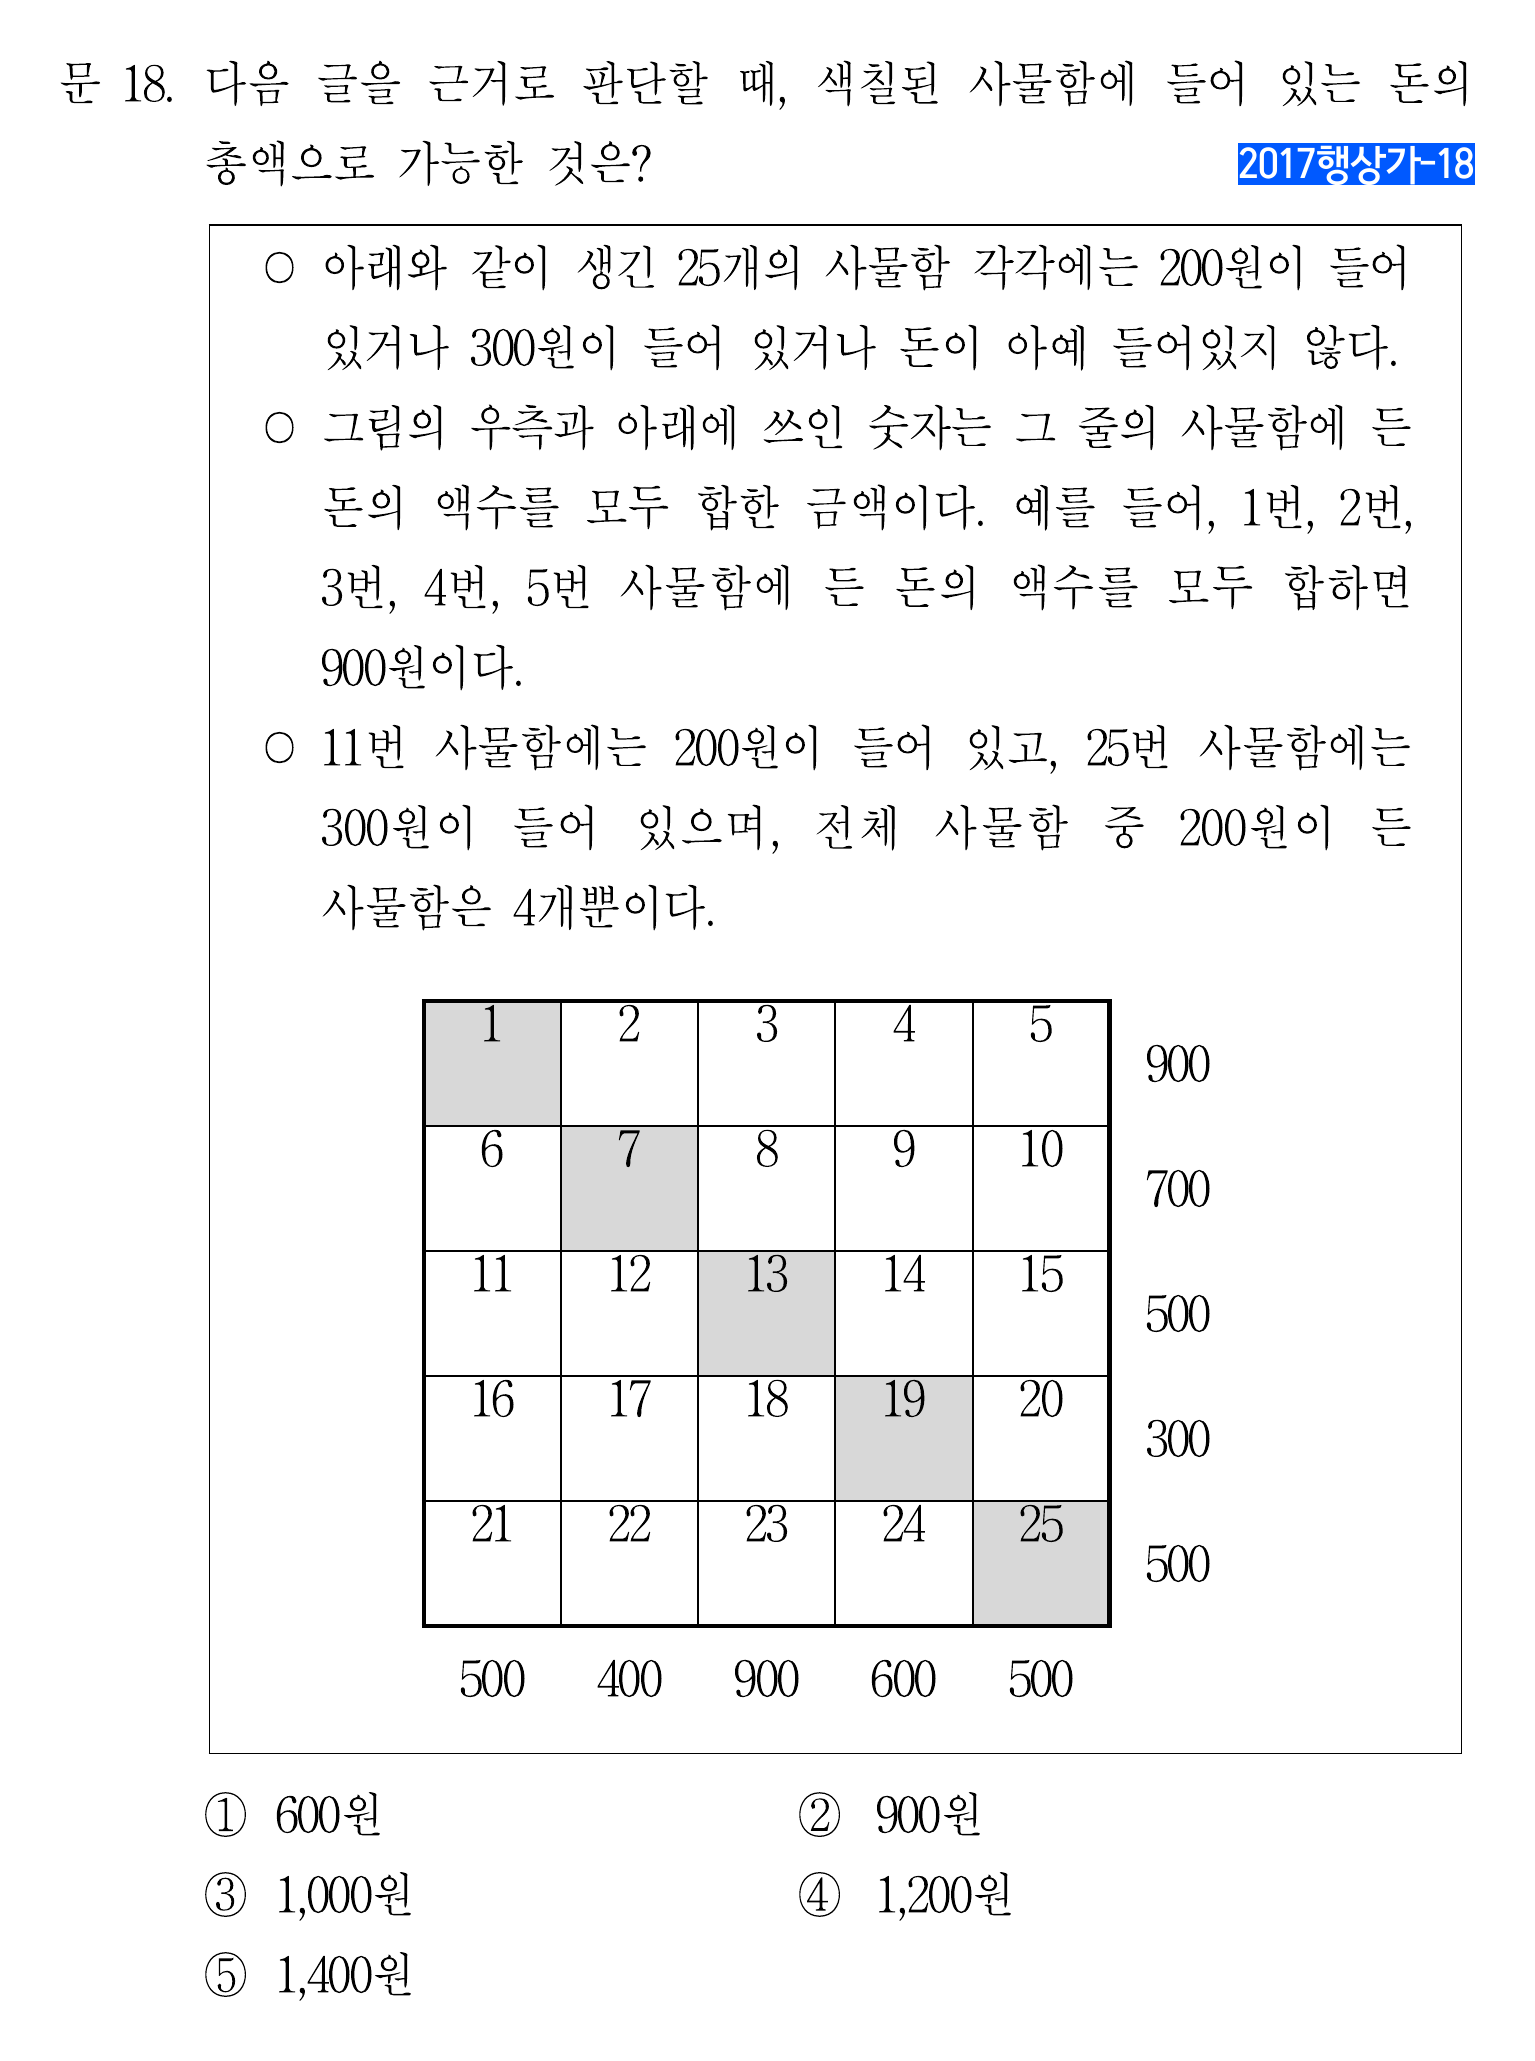 문 18. 다음 글을 근거로 판단할 때, 색칠된 사물함에 들어 있는 돈의
총액으로 가능한 것은?
2017행상가-18
○ 아래와 같이 생긴 25개의 사물함 각각에는 200원이 들어
있거나 300원이 들어 있거나 돈이 아예 들어있지 않다.
○ 그림의 우측과 아래에 쓰인 숫자는 그 줄의 사물함에 든
돈의 액수를 모두 합한 금액이다. 예를 들어, 1번, 2번,
3번, 4번, 5번 사물함에 든 돈의 액수를 모두 합하면
900원이다.
○ 11번 사물함에는 200원이 들어 있고, 25번 사물함에는
300원이 들어 있으며, 전체 사물함 중 200원이 든
사물함은 4개뿐이다.
1 2 3 4 5
900
6 7 8 9 10
700
11 12 13 14 15
500
16 17 18 19 20
300
21 22 23 24 25
500
500 400 900 600 500
① 600원 ② 900원
③ 1,000원 ④ 1,200원
⑤ 1,400원